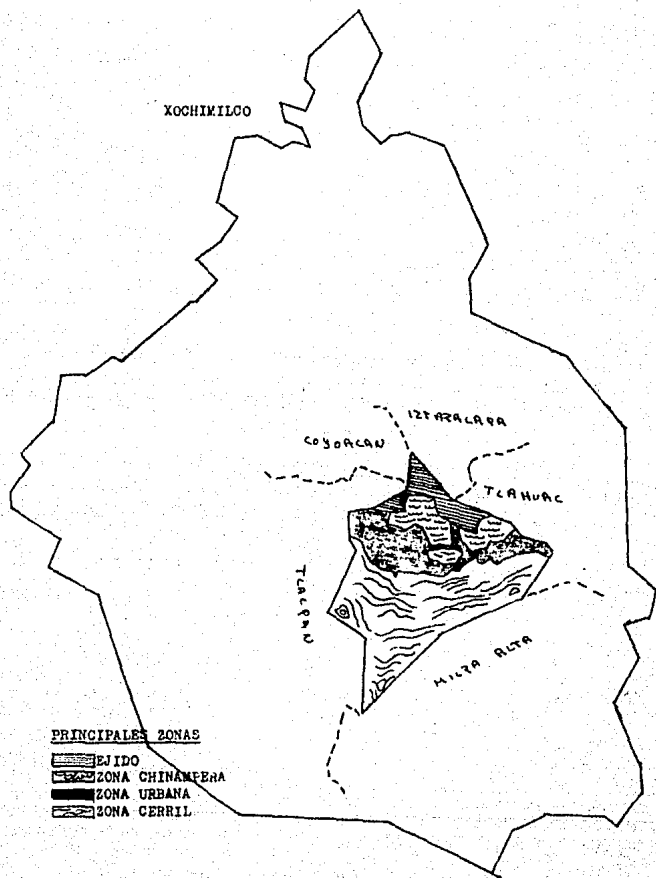 XOCHIMILCO
IZTAPALAPA
COYOACAN
TLAHUAC
TLALPAN
MILPA ALTA
PRINCIPALES ZONAS
EJIDO
ZONA CHINAMPERA
ZONA URBANA
ZONA CERRIL